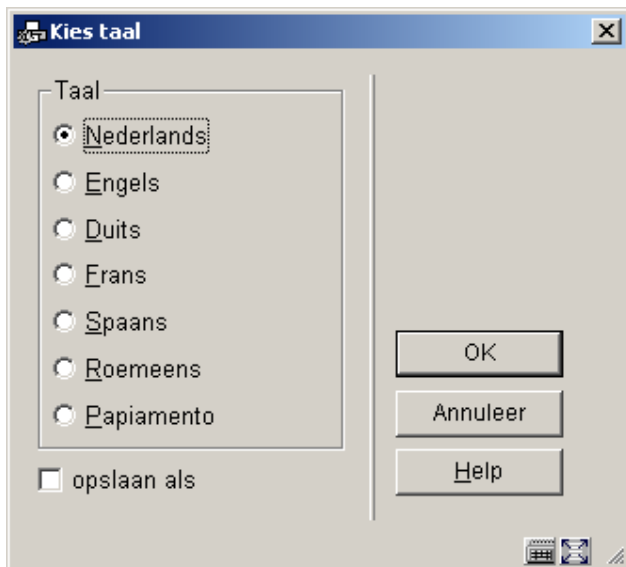 Kies taal
Taal
Nederlands
Engels
Duits
Frans
Spaans
Roemeens
Papiamento
opslaan als
OK
Annuleer
Help